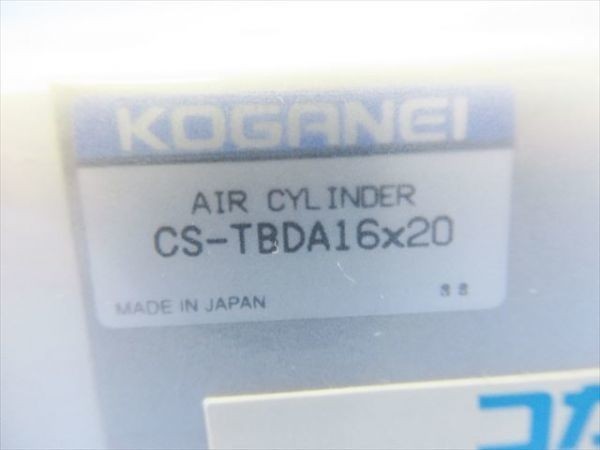 KOGANEI
AIR CYLINDER
CS-TBDA16x20
MADE IN JAPAN